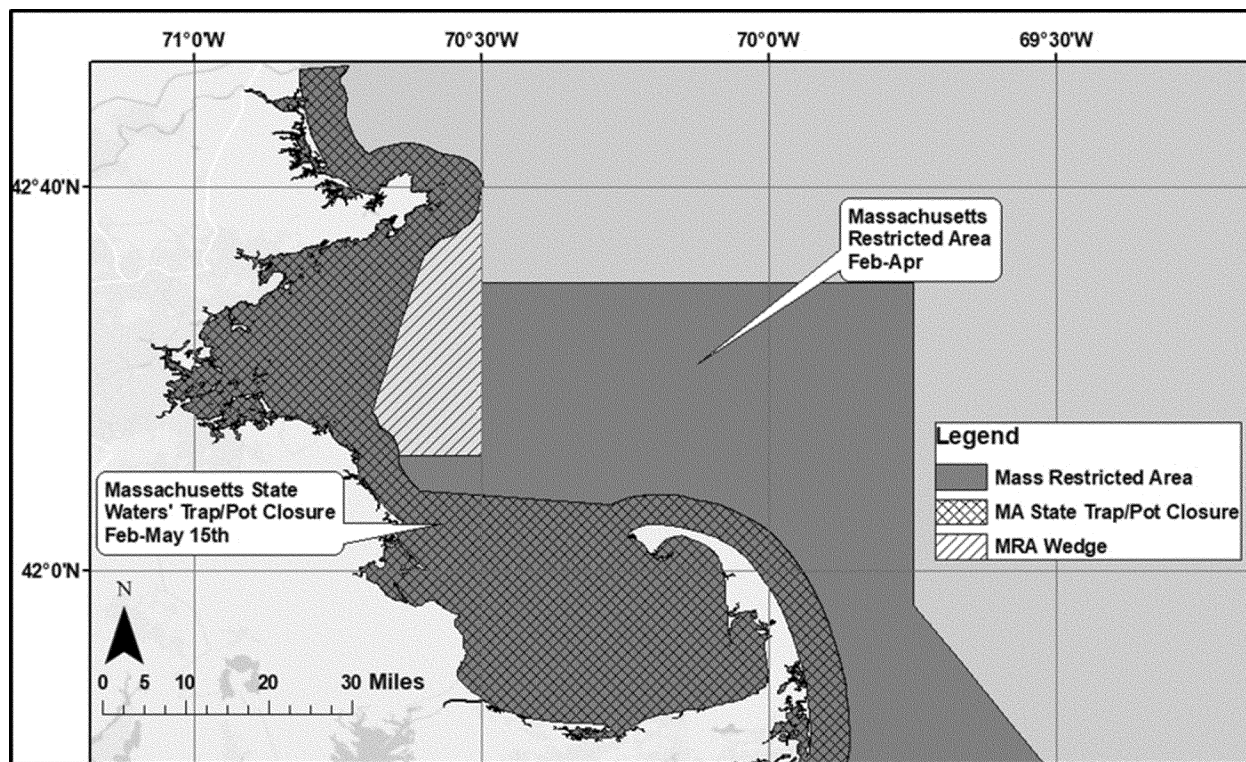 71°0'W 70°30'W 70°0'W 69°30'W
42°40'N
Massachusetts
Restricted Area
Feb-Apr
Legend
Mass Restricted Area
MA State Trap/Pot Closure
MRA Wedge
Massachusetts State
Waters' Trap/Pot Closure
Feb-May 15th
42°0'N
N
0 5 10 20 30 Miles